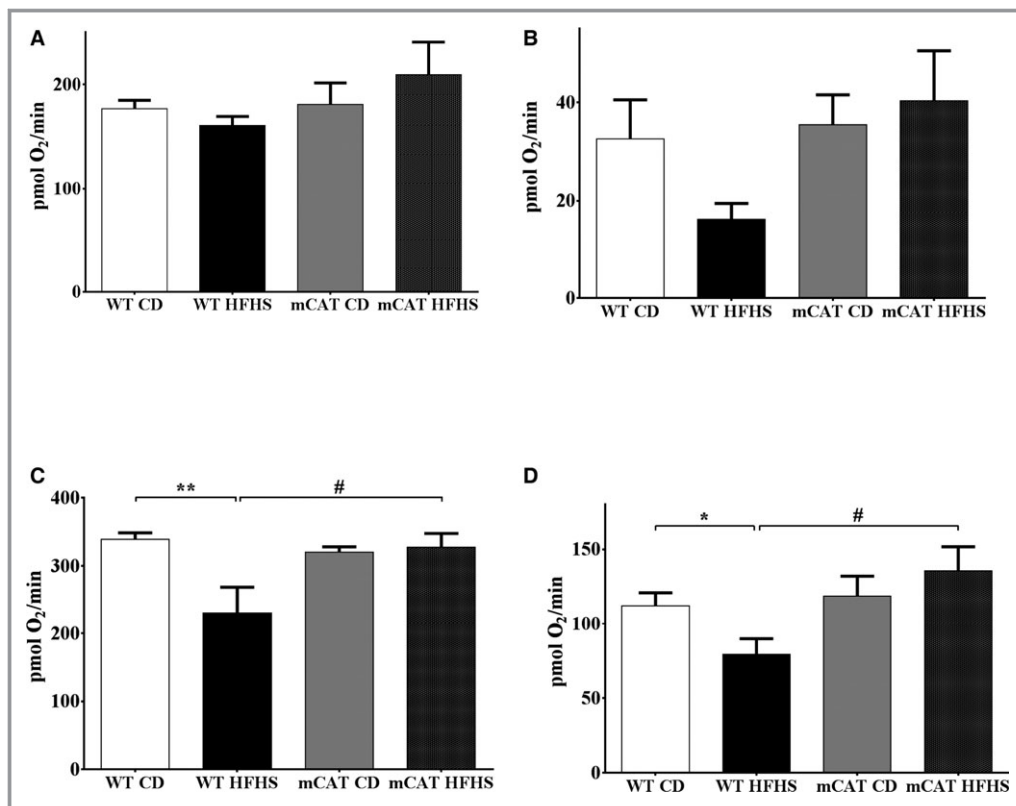 A
pmol O₂/min
200
100
0
WT CD WT HFHS mCAT CD mCAT HFHS
B
pmol O₂/min
40
20
0
WT CD WT HFHS mCAT CD mCAT HFHS
C
pmol O₂/min
400
300
200
100
0
** #
WT CD WT HFHS mCAT CD mCAT HFHS
D
pmol O₂/min
150
100
50
0
* #
WT CD WT HFHS mCAT CD mCAT HFHS